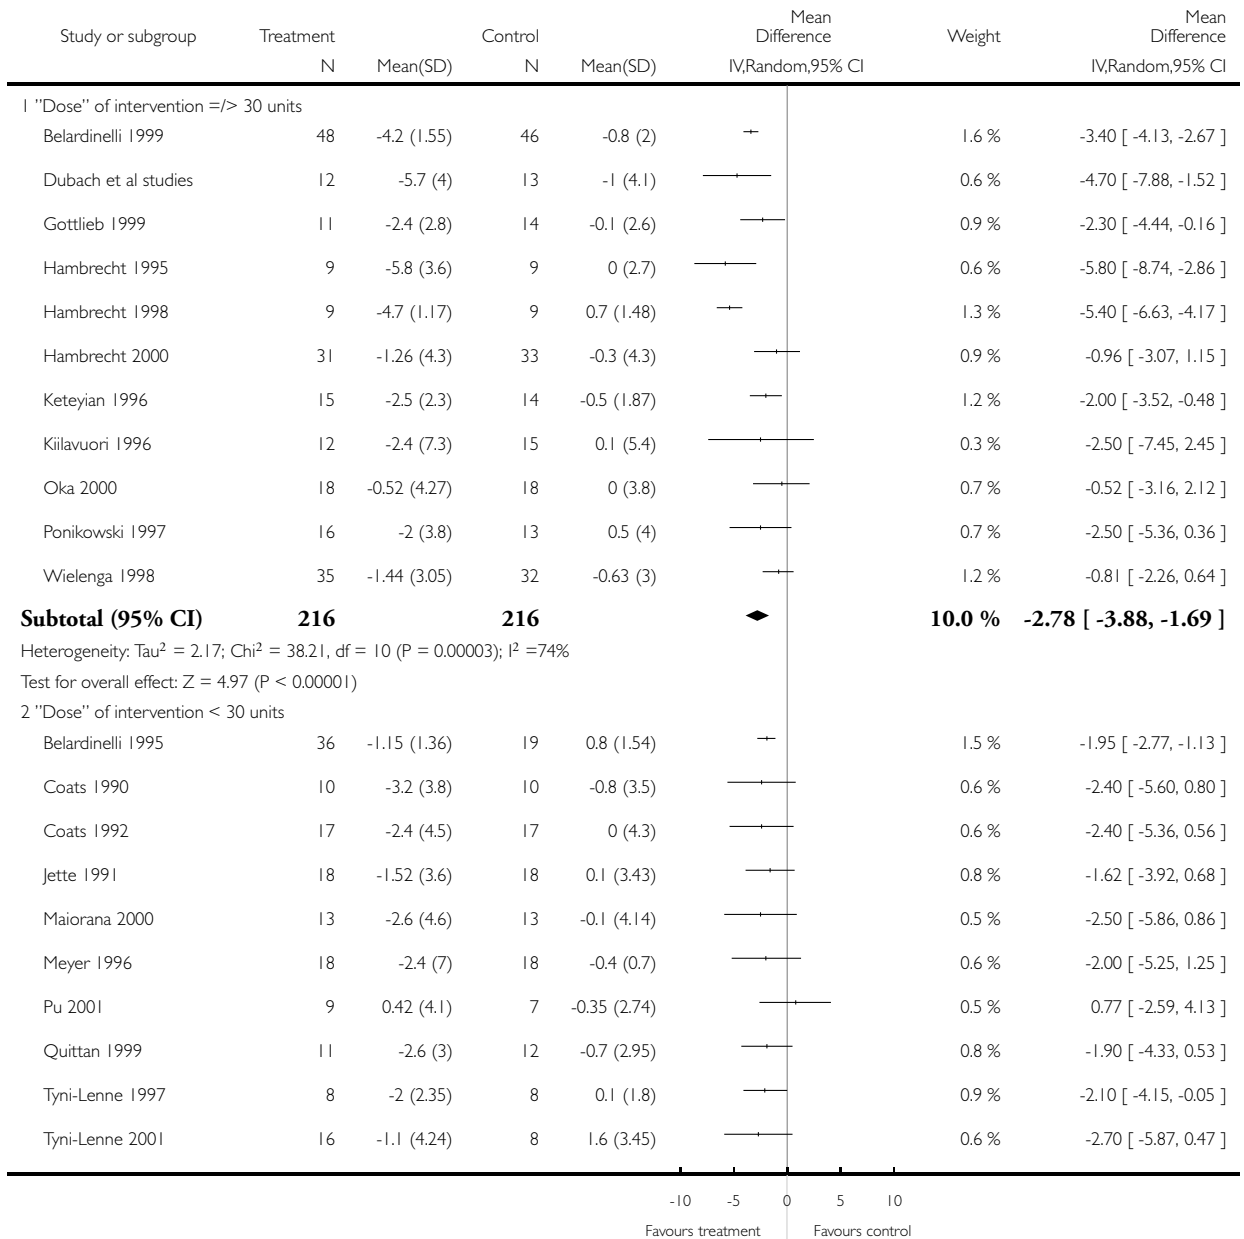 Study or subgroup Treatment Control Mean Difference Weight Mean Difference
N Mean(SD) N Mean(SD) IV,Random,95% CI IV,Random,95% CI
1 ”Dose” of intervention =/> 30 units
Belardinelli 1999 48 -4.2 (1.55) 46 -0.8 (2) 1.6 % -3.40 [ -4.13, -2.67 ]
Dubach et al studies 12 -5.7 (4) 13 -1 (4.1) 0.6 % -4.70 [ -7.88, -1.52 ]
Gottlieb 1999 11 -2.4 (2.8) 14 -0.1 (2.6) 0.9 % -2.30 [ -4.44, -0.16 ]
Hambrecht 1995 9 -5.8 (3.6) 9 0 (2.7) 0.6 % -5.80 [ -8.74, -2.86 ]
Hambrecht 1998 9 -4.7 (1.17) 9 0.7 (1.48) 1.3 % -5.40 [ -6.63, -4.17 ]
Hambrecht 2000 31 -1.26 (4.3) 33 -0.3 (4.3) 0.9 % -0.96 [ -3.07, 1.15 ]
Keteyian 1996 15 -2.5 (2.3) 14 -0.5 (1.87) 1.2 % -2.00 [ -3.52, -0.48 ]
Kiilavuori 1996 12 -2.4 (7.3) 15 0.1 (5.4) 0.3 % -2.50 [ -7.45, 2.45 ]
Oka 2000 18 -0.52 (4.27) 18 0 (3.8) 0.7 % -0.52 [ -3.16, 2.12 ]
Ponikowski 1997 16 -2 (3.8) 13 0.5 (4) 0.7 % -2.50 [ -5.36, 0.36 ]
Wielenga 1998 35 -1.44 (3.05) 32 -0.63 (3) 1.2 % -0.81 [ -2.26, 0.64 ]
Subtotal (95% CI) 216 216 10.0 % -2.78 [ -3.88, -1.69 ]
Heterogeneity: Tau² = 2.17; Chi² = 38.21, df = 10 (P = 0.00003); I² =74%
Test for overall effect: Z = 4.97 (P < 0.00001)
2 ”Dose” of intervention < 30 units
Belardinelli 1995 36 -1.15 (1.36) 19 0.8 (1.54) 1.5 % -1.95 [ -2.77, -1.13 ]
Coats 1990 10 -3.2 (3.8) 10 -0.8 (3.5) 0.6 % -2.40 [ -5.60, 0.80 ]
Coats 1992 17 -2.4 (4.5) 17 0 (4.3) 0.6 % -2.40 [ -5.36, 0.56 ]
Jette 1991 18 -1.52 (3.6) 18 0.1 (3.43) 0.8 % -1.62 [ -3.92, 0.68 ]
Maiorana 2000 13 -2.6 (4.6) 13 -0.1 (4.14) 0.5 % -2.50 [ -5.86, 0.86 ]
Meyer 1996 18 -2.4 (7) 18 -0.4 (0.7) 0.6 % -2.00 [ -5.25, 1.25 ]
Pu 2001 9 0.42 (4.1) 7 -0.35 (2.74) 0.5 % 0.77 [ -2.59, 4.13 ]
Quittan 1999 11 -2.6 (3) 12 -0.7 (2.95) 0.8 % -1.90 [ -4.33, 0.53 ]
Tyni-Lenne 1997 8 -2 (2.35) 8 0.1 (1.8) 0.9 % -2.10 [ -4.15, -0.05 ]
Tyni-Lenne 2001 16 -1.1 (4.24) 8 1.6 (3.45) 0.6 % -2.70 [ -5.87, 0.47 ]
-10 -5 0 5 10
Favours treatment Favours control